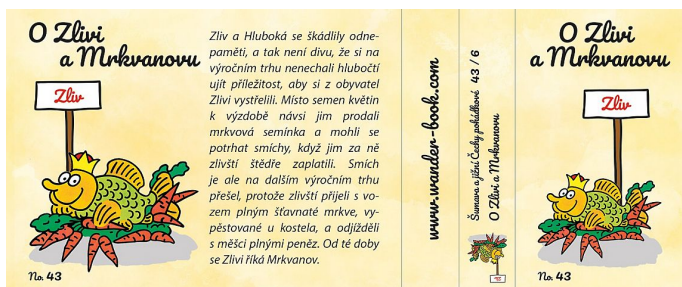 O Zlivi
a Mrkvanovu
Zliv
No. 43
Zliv a Hluboká se škádlily odne-
paměti, a tak není divu, že si na
výročním trhu nenechali hlubočtí
ujít příležitost, aby si z obyvatel
Zlivi vystřelili. Místo semen květin
k výzdobě návsi jim prodali
mrkvová semínka a mohli se
potrhat smíchy, když jim za ně
zlivští štědře zaplatili. Smích
je ale na dalším výročním trhu
přešel, protože zlivští přijeli s vo-
zem plným šťavnaté mrkve, vy-
pěstované u kostela, a odjížděli
s měšci plnými peněz. Od té doby
se Zlivi říká Mrkvanov.
www.wander-book.com
Šumava a jižní Čechy pohádkové 43 / 6
O Zlivi a Mrkvanovu
O Zlivi
a Mrkvanovu
Zliv
No. 43